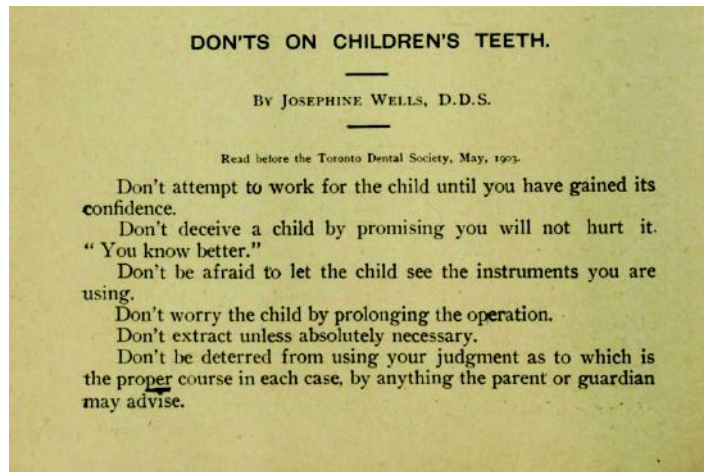 DON'TS ON CHILDREN'S TEETH.
BY JOSEPHINE WELLS, D.D.S.
Read before the Toronto Dental Society, May, 1903.
Don't attempt to work for the child until you have gained its
confidence.
Don't deceive a child by promising you will not hurt it.
“ You know better.”
Don't be afraid to let the child see the instruments you are
using.
Don't worry the child by prolonging the operation.
Don't extract unless absolutely necessary.
Don't be deterred from using your judgment as to which is
the proper course in each case, by anything the parent or guardian
may advise.